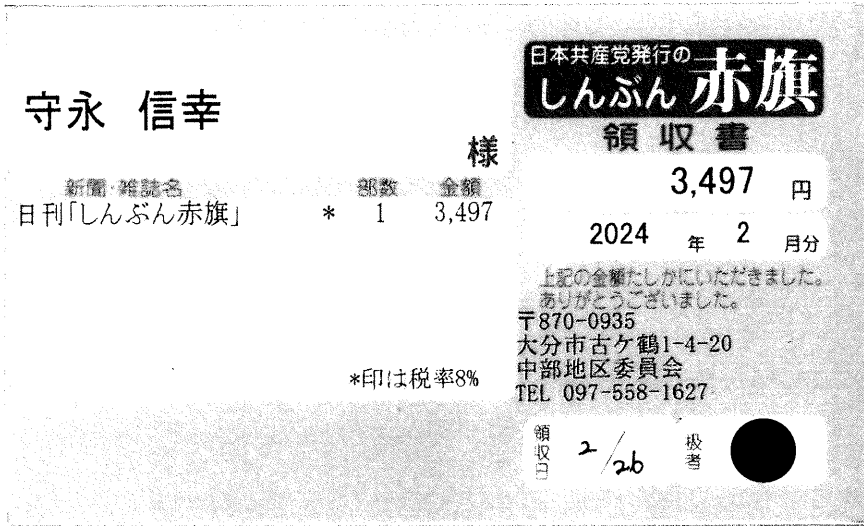 守永 信幸
様
新聞・雑誌名 部数 金額
日刊「しんぶん赤旗」 * 1 3,497
*印は税率8%
日本共産党発行の
しんぶん赤旗
領収書
3,497 円
2024 年 2 月分
上記の金額たしかにいただきました。
ありがとうございました。
〒870-0935
大分市古ケ鶴1-4-20
中部地区委員会
TEL 097-558-1627
領収日 2/26 扱者